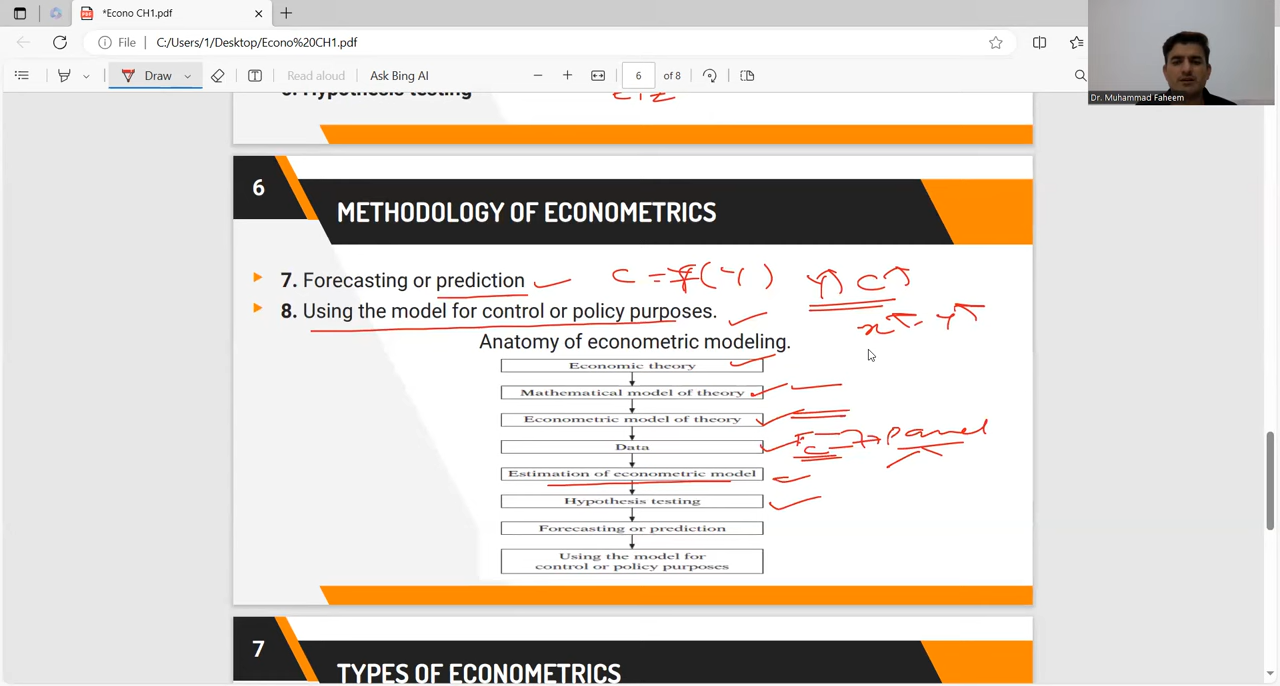 *Econo CH1.pdf
File C:/Users/1/Desktop/Econo%20CH1.pdf
Draw Read aloud Ask Bing AI 6 of 8
Dr. Muhammad Faheem
Hypothesis testing
6
METHODOLOGY OF ECONOMETRICS
7. Forecasting or prediction C = f(Y) Y↑ C↑
8. Using the model for control or policy purposes.
x↑ - Y↑
Anatomy of econometric modeling.
Economic theory
Mathematical model of theory
Econometric model of theory
Data
Panel
Estimation of econometric model
Hypothesis testing
Forecasting or prediction
Using the model for
control or policy purposes
7
TYPES OF ECONOMETRICS